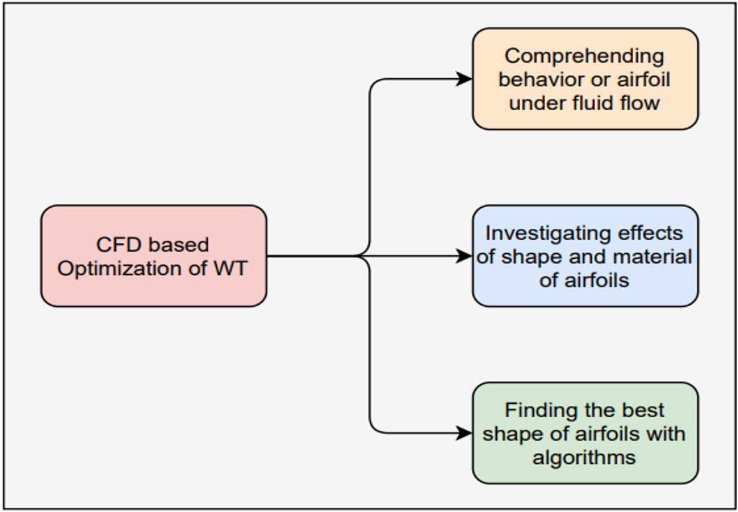 Comprehending
behavior or airfoil
under fluid flow
CFD based
Optimization of WT
Investigating effects
of shape and material
of airfoils
Finding the best
shape of airfoils with
algorithms